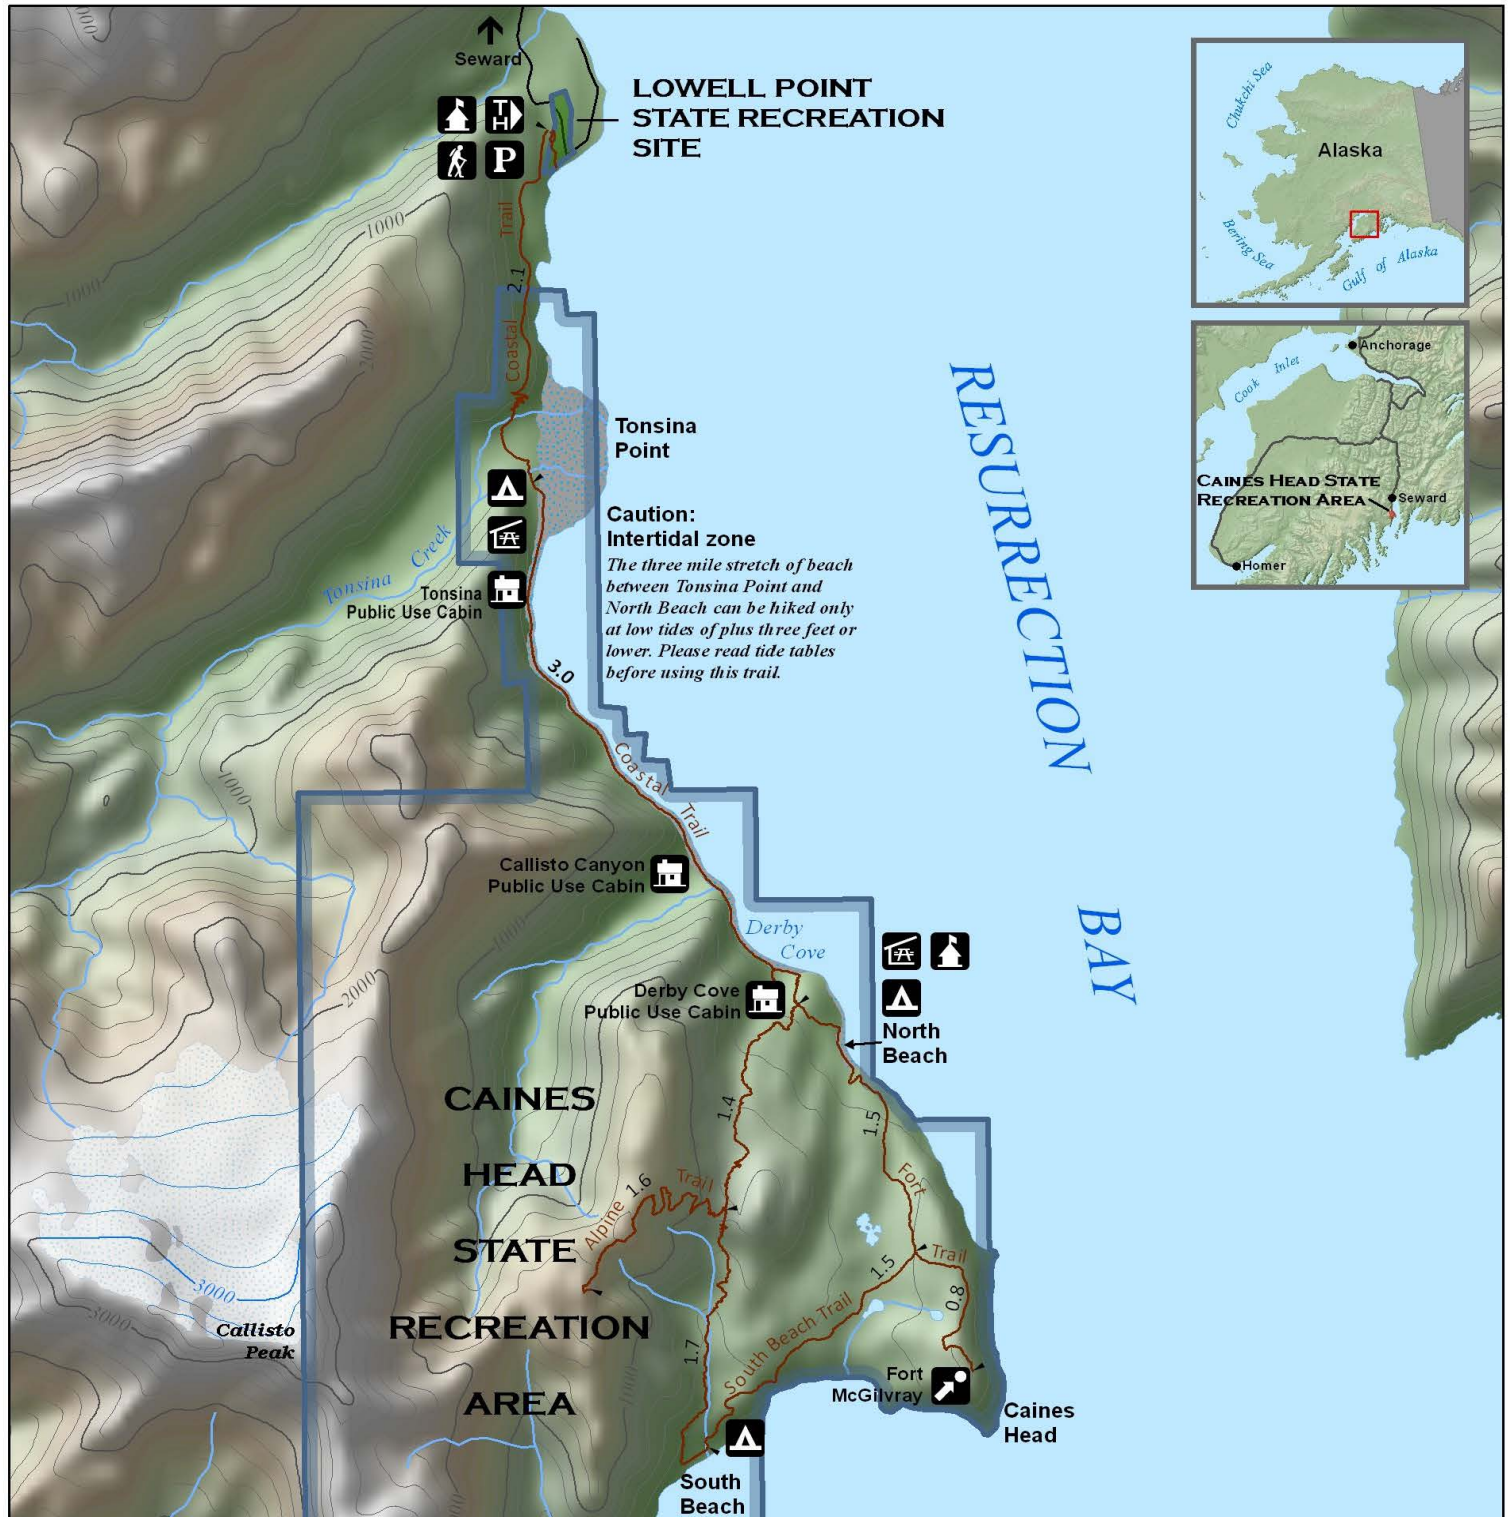 Seward
LOWELL POINT
STATE RECREATION
SITE
T
H
P
Trail
2.1
Coastal
1000
1000
2000
Tonsina
Point
Caution:
Intertidal zone
The three mile stretch of beach
between Tonsina Point and
North Beach can be hiked only
at low tides of plus three feet or
lower. Please read tide tables
before using this trail.
Tonsina Creek
Tonsina
Public Use Cabin
3.0
Coastal Trail
1000
Callisto Canyon
Public Use Cabin
1000
2000
Derby
Cove
Derby Cove
Public Use Cabin
North
Beach
RESURRECTION
BAY
CAINES
HEAD
STATE
RECREATION
AREA
1.4
1.5
Fort
Trail
Alpine 1.6 Trail
1.5
0.8
South Beach Trail
1.7
1000
3000
3000
Callisto
Peak
Fort
McGilvray
Caines
Head
South
Beach
Chukchi Sea
Alaska
Bering Sea
Gulf of Alaska
Anchorage
Cook Inlet
CAINES HEAD STATE
RECREATION AREA
Seward
Homer